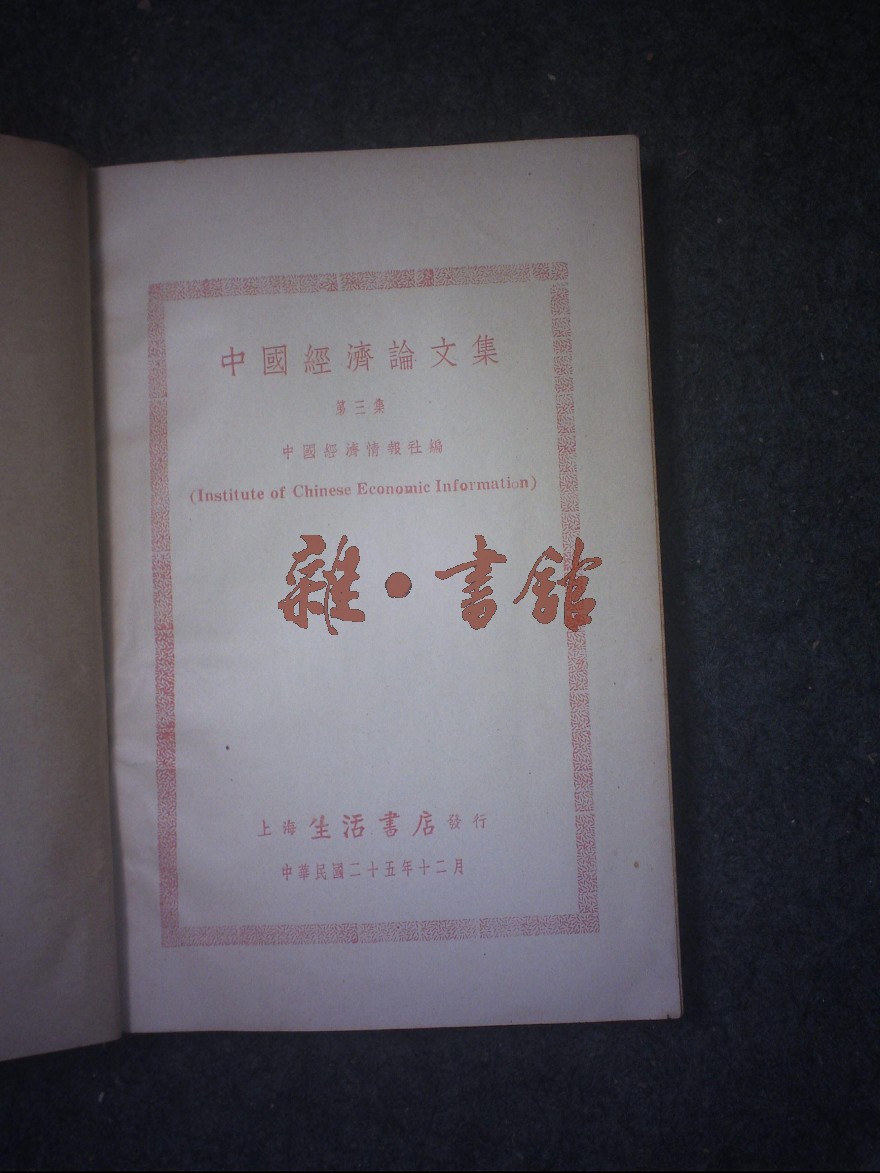 中國經濟論文集
第三集
中國經濟情報社編
(Institute of Chinese Economic Information)
雜·書館
上海生活書店發行
中華民國二十五年十二月